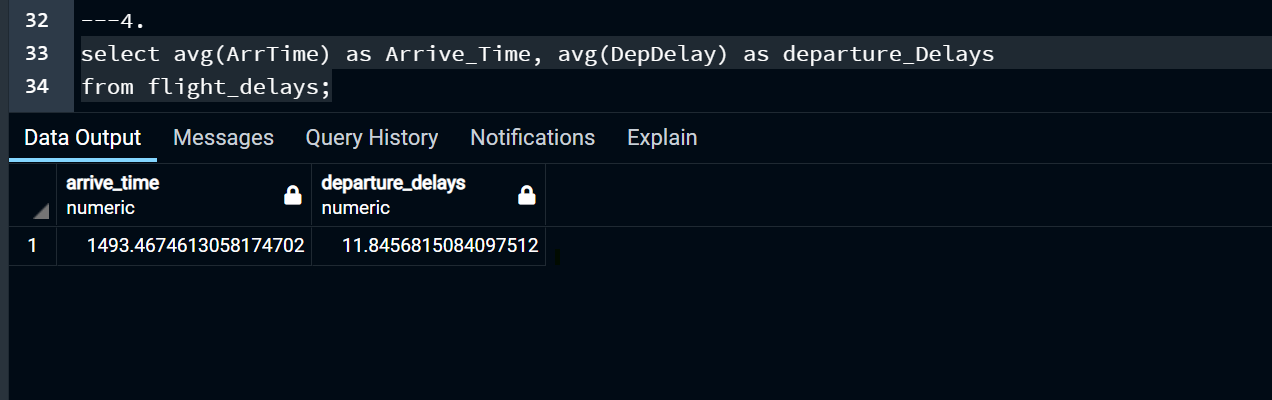 32 ---4.
33 select avg(ArrTime) as Arrive_Time, avg(DepDelay) as departure_Delays
34 from flight_delays;
Data Output Messages Query History Notifications Explain
arrive_time departure_delays
numeric numeric
1 1493.4674613058174702 11.8456815084097512